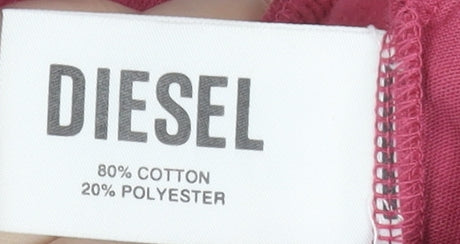 DIESEL
80% COTTON
20% POLYESTER